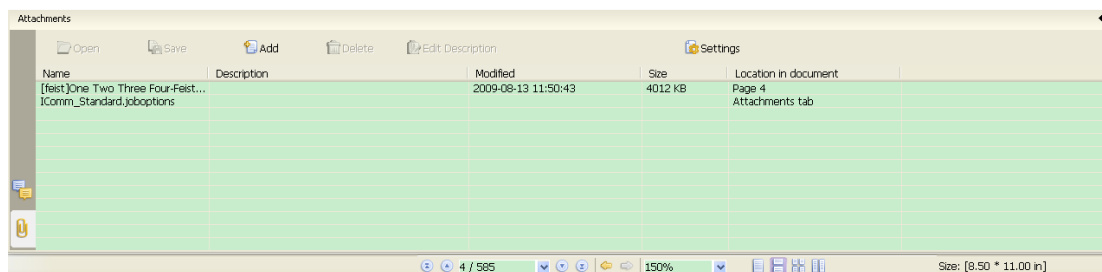 Attachments
Open Save Add Delete Edit Description Settings
Name Description Modified Size Location in document
[feist]One Two Three Four-Feist... 2009-08-13 11:50:43 4012 KB Page 4
IComm_Standard.joboptions Attachments tab
4 / 585 150% Size: [8.50 * 11.00 in]